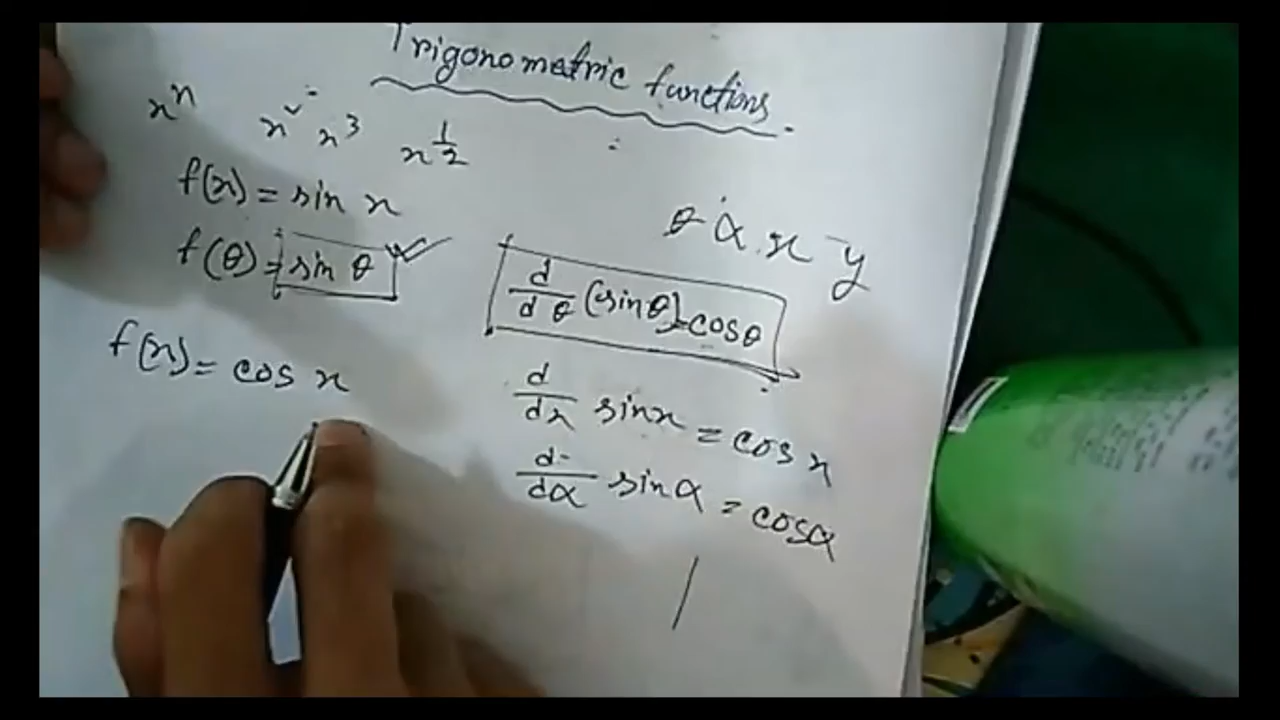 Trigonometric functions.
xⁿ x² x³ x^½
f(x) = sin x
θ α x y
f(θ) = sin θ
d/dθ (sinθ) = cosθ
f(x) = cos x
d/dx sinx = cos x
d/dα sinα = cosα